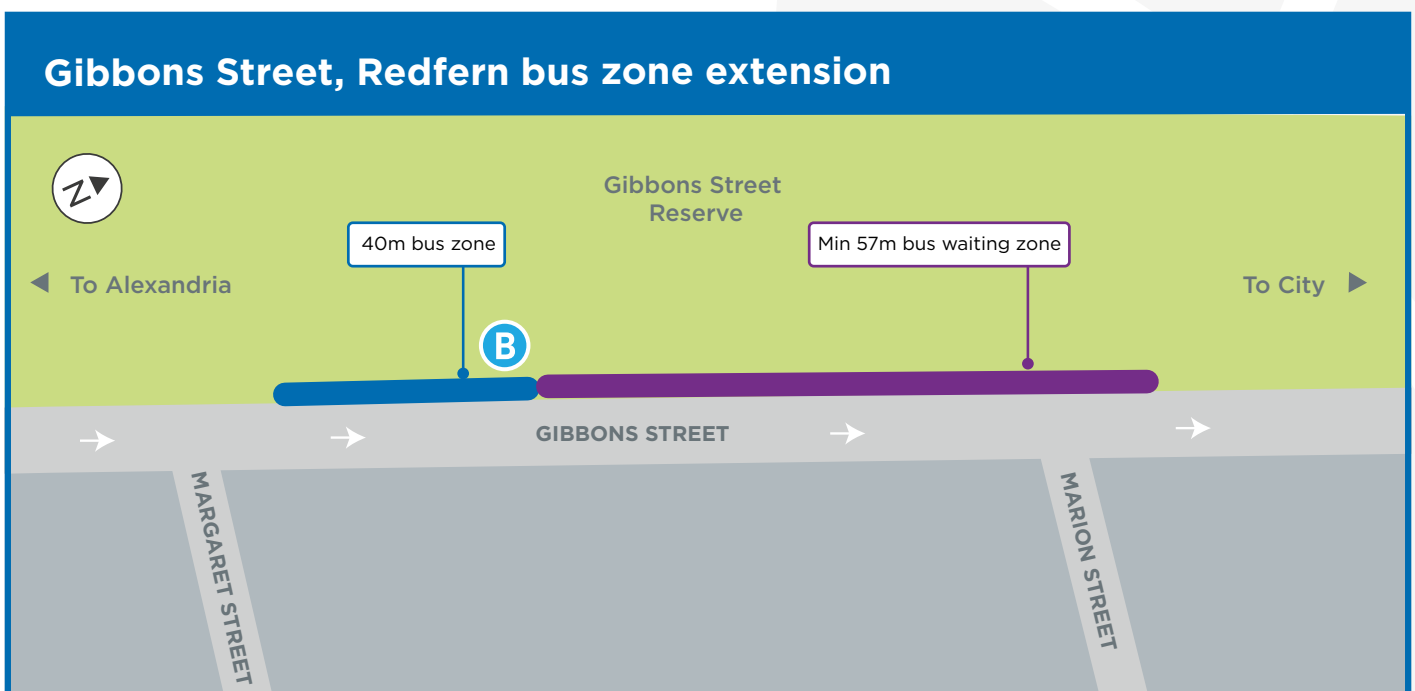 Gibbons Street, Redfern bus zone extension
N
Gibbons Street
Reserve
40m bus zone
Min 57m bus waiting zone
To Alexandria
To City
B
GIBBONS STREET
MARGARET STREET
MARION STREET